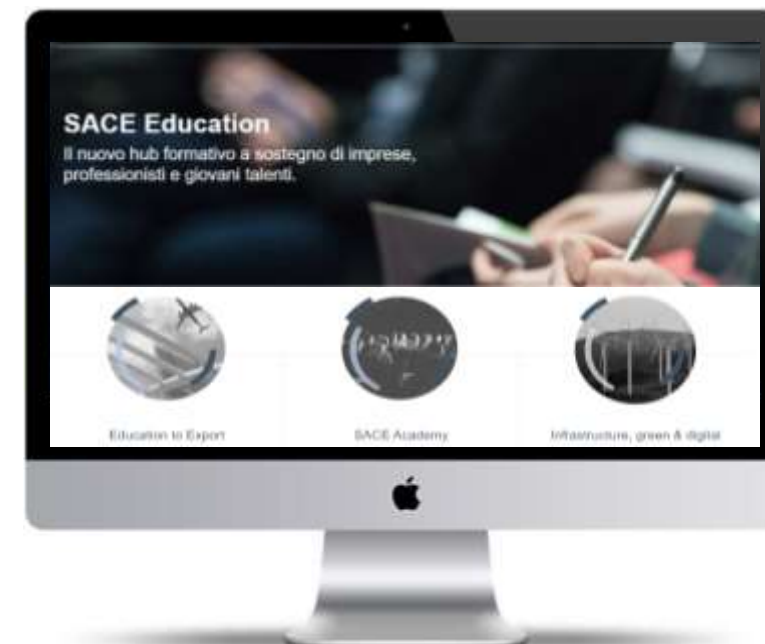 SACE Education
Il nuovo hub formativo a sostegno di imprese,
professionisti e giovani talenti.
Education to Export
SACE Academy
Infrastructure, green & digital